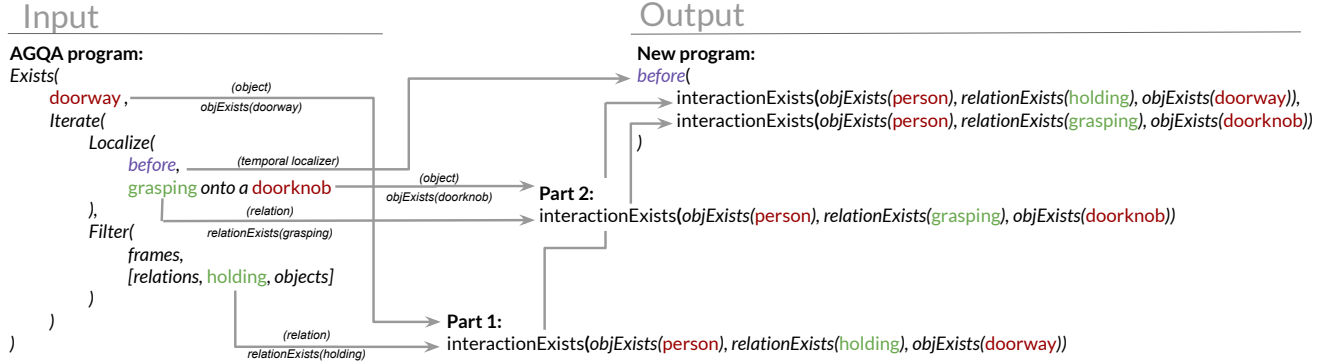 Input
Output
AGQA program:
Exists(
doorway ,
(object)
objExists(doorway)
Iterate(
Localize(
before,
(temporal localizer)
grasping onto a doorknob
(object)
objExists(doorknob)
),
(relation)
relationExists(grasping)
Filter(
frames,
[relations, holding, objects]
)
)
)
(relation)
relationExists(holding)
Part 1:
interactionExists(objExists(person), relationExists(holding), objExists(doorway))
Part 2:
interactionExists(objExists(person), relationExists(grasping), objExists(doorknob))
New program:
before(
interactionExists(objExists(person), relationExists(holding), objExists(doorway)),
interactionExists(objExists(person), relationExists(grasping), objExists(doorknob))
)